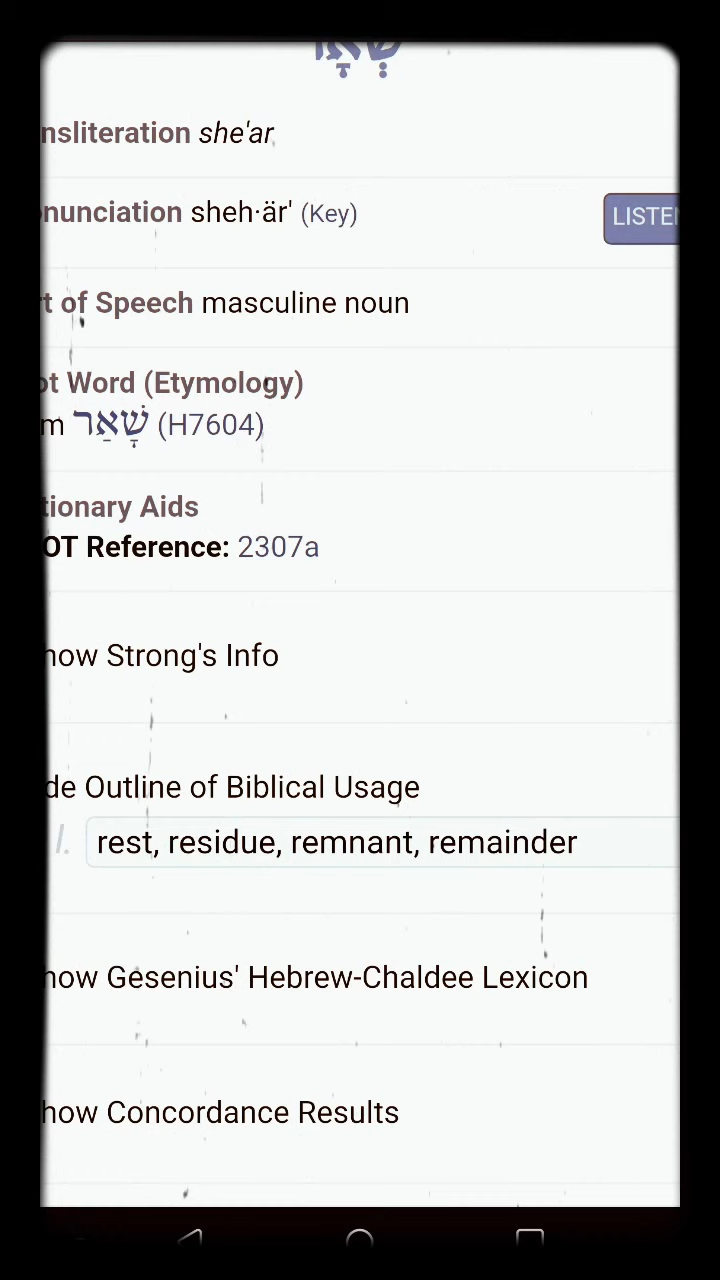 nsliteration she'ar
onunciation sheh·är' (Key)
LISTE
rt of Speech masculine noun
ot Word (Etymology)
m שָׁאַר (H7604)
tionary Aids
OT Reference: 2307a
how Strong's Info
de Outline of Biblical Usage
I. rest, residue, remnant, remainder
how Gesenius' Hebrew-Chaldee Lexicon
how Concordance Results